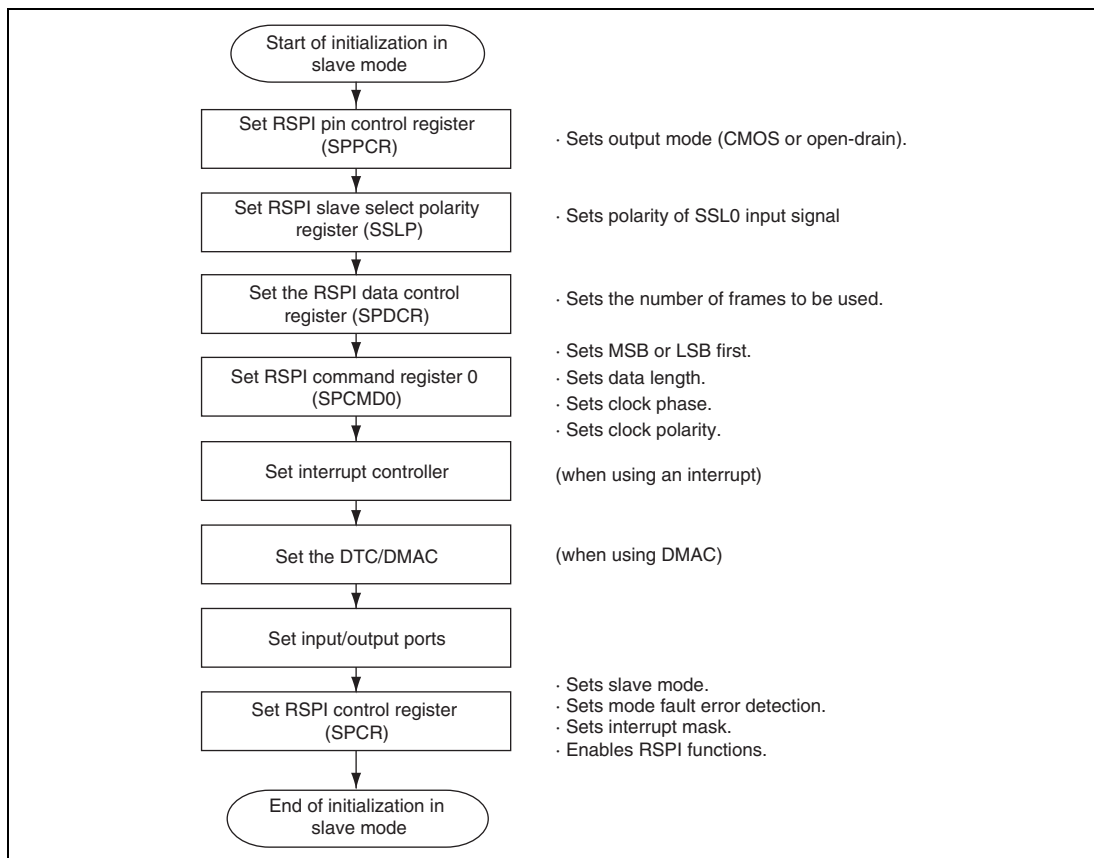 Start of initialization in
slave mode
Set RSPI pin control register
(SPPCR)
· Sets output mode (CMOS or open-drain).
Set RSPI slave select polarity
register (SSLP)
· Sets polarity of SSL0 input signal
Set the RSPI data control
register (SPDCR)
· Sets the number of frames to be used.
Set RSPI command register 0
(SPCMD0)
· Sets MSB or LSB first.
· Sets data length.
· Sets clock phase.
· Sets clock polarity.
Set interrupt controller
(when using an interrupt)
Set the DTC/DMAC
(when using DMAC)
Set input/output ports
Set RSPI control register
(SPCR)
· Sets slave mode.
· Sets mode fault error detection.
· Sets interrupt mask.
· Enables RSPI functions.
End of initialization in
slave mode